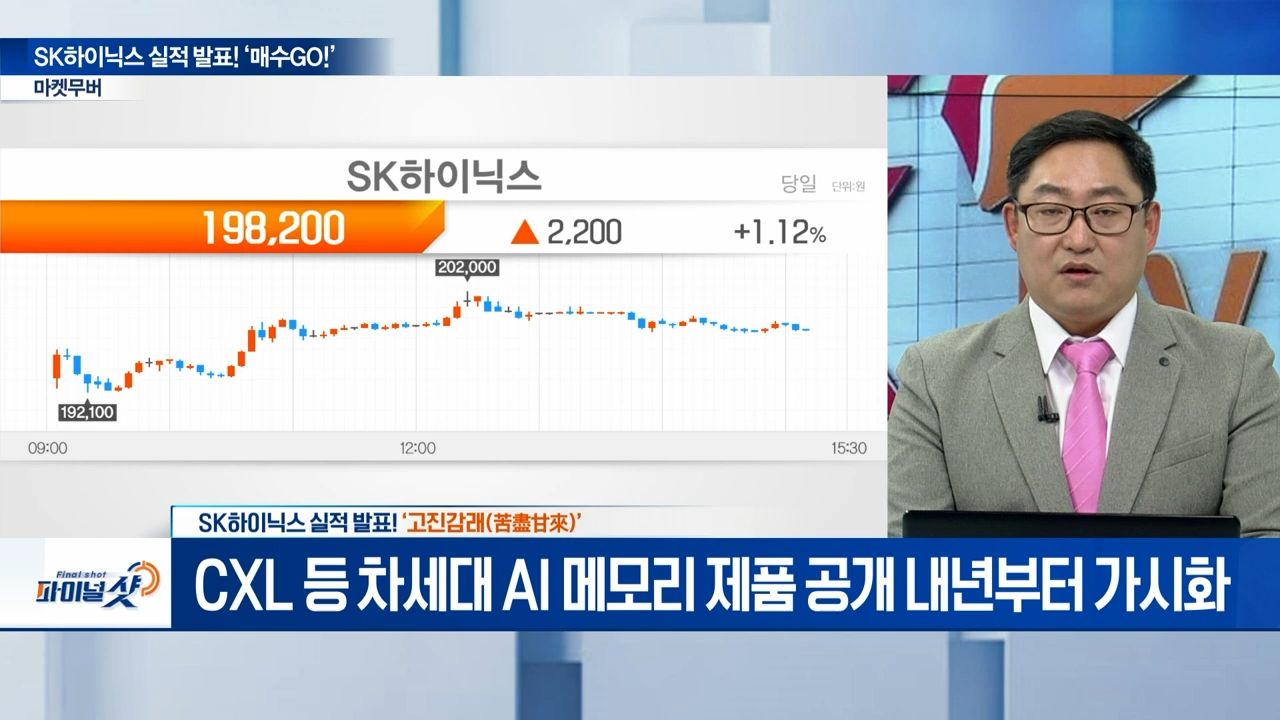 SK하이닉스 실적 발표! ‘매수GO!’
마켓무버
SK하이닉스
당일 단위:원
198,200 ▲ 2,200 +1.12%
202,000
192,100
09:00 12:00 15:30
SK하이닉스 실적 발표! ‘고진감래(苦盡甘來)’
Final shot
파이널샷
CXL 등 차세대 AI 메모리 제품 공개 내년부터 가시화